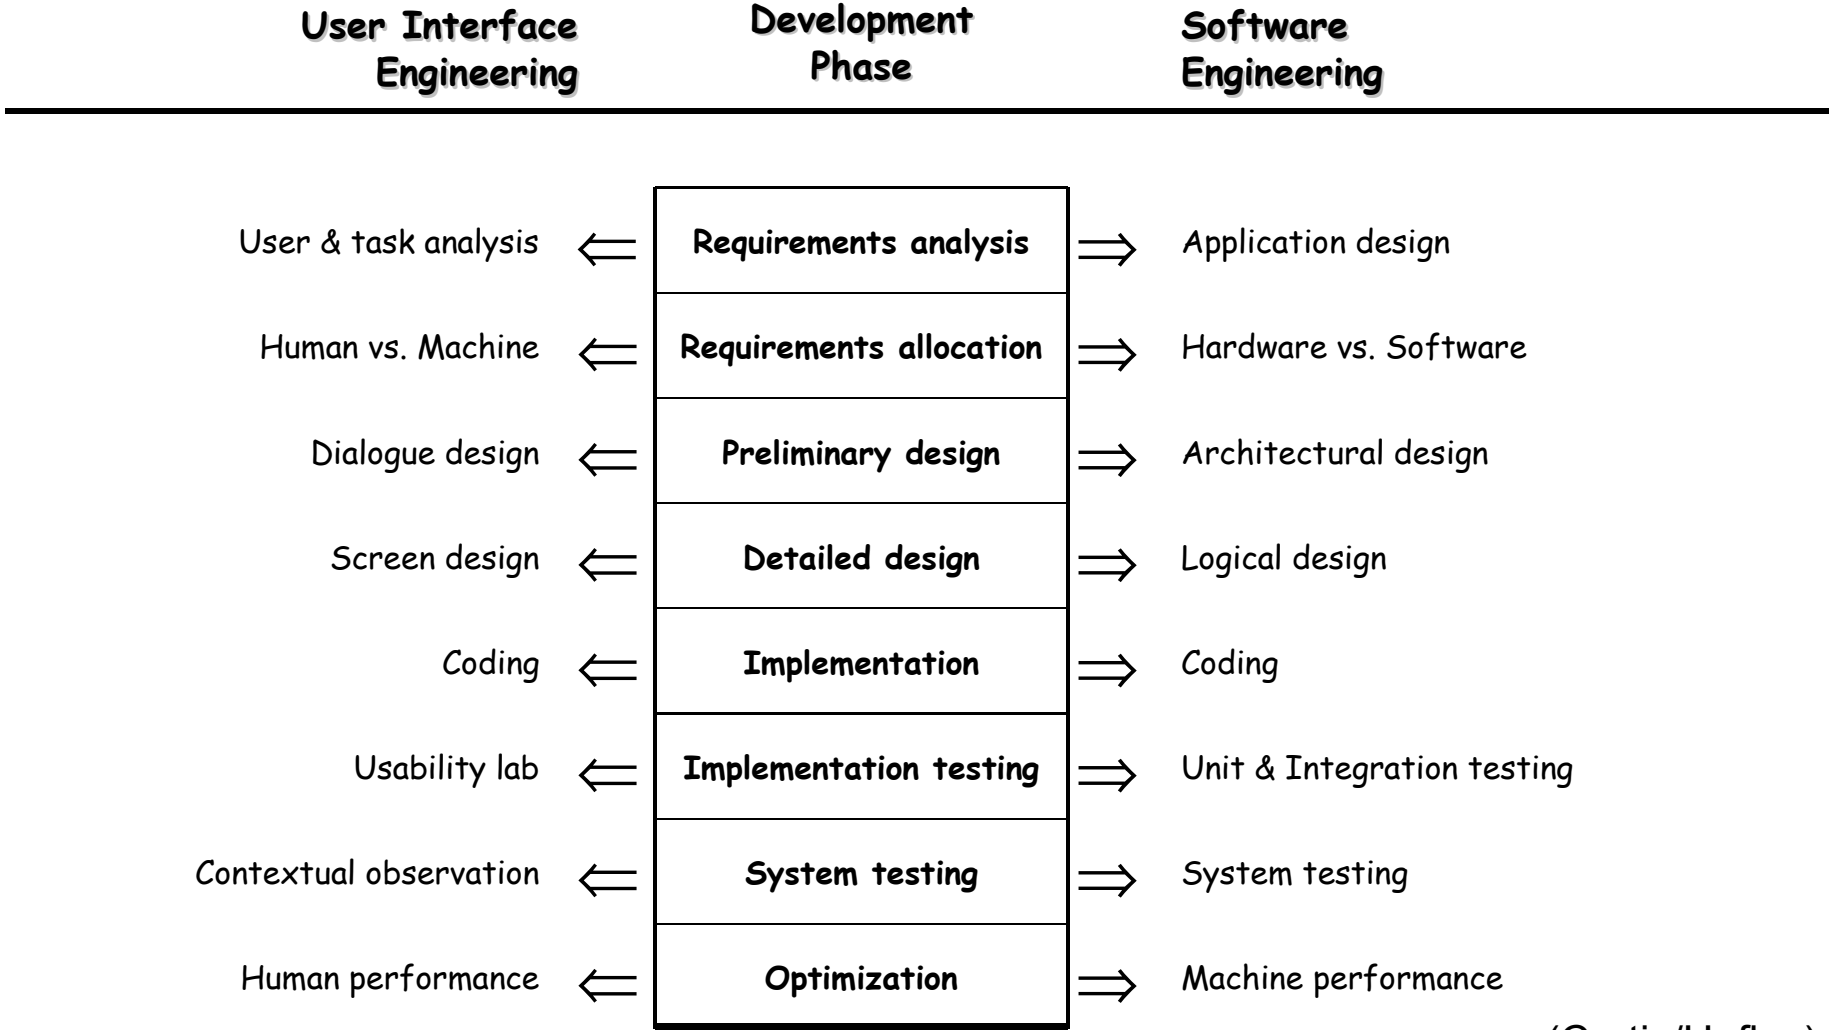 User Interface
Engineering
Development
Phase
Software
Engineering
User & task analysis ⇐ Requirements analysis ⇒ Application design
Human vs. Machine ⇐ Requirements allocation ⇒ Hardware vs. Software
Dialogue design ⇐ Preliminary design ⇒ Architectural design
Screen design ⇐ Detailed design ⇒ Logical design
Coding ⇐ Implementation ⇒ Coding
Usability lab ⇐ Implementation testing ⇒ Unit & Integration testing
Contextual observation ⇐ System testing ⇒ System testing
Human performance ⇐ Optimization ⇒ Machine performance